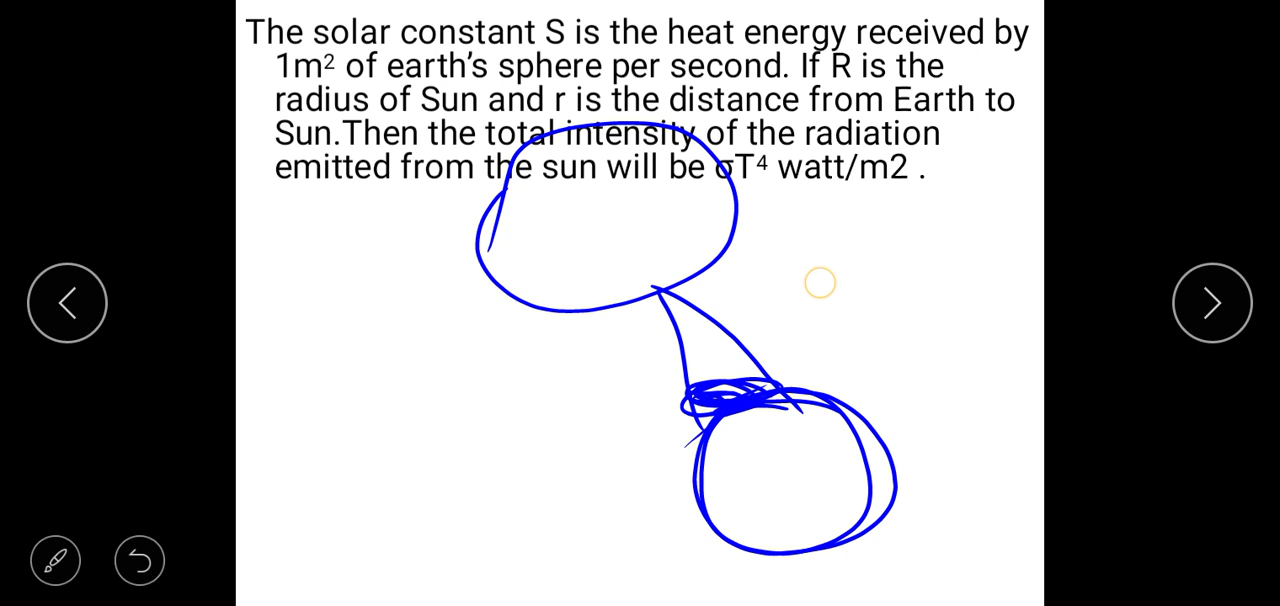 The solar constant S is the heat energy received by
1m² of earth’s sphere per second. If R is the
radius of Sun and r is the distance from Earth to
Sun.Then the total intensity of the radiation
emitted from the sun will be σT⁴ watt/m2 .